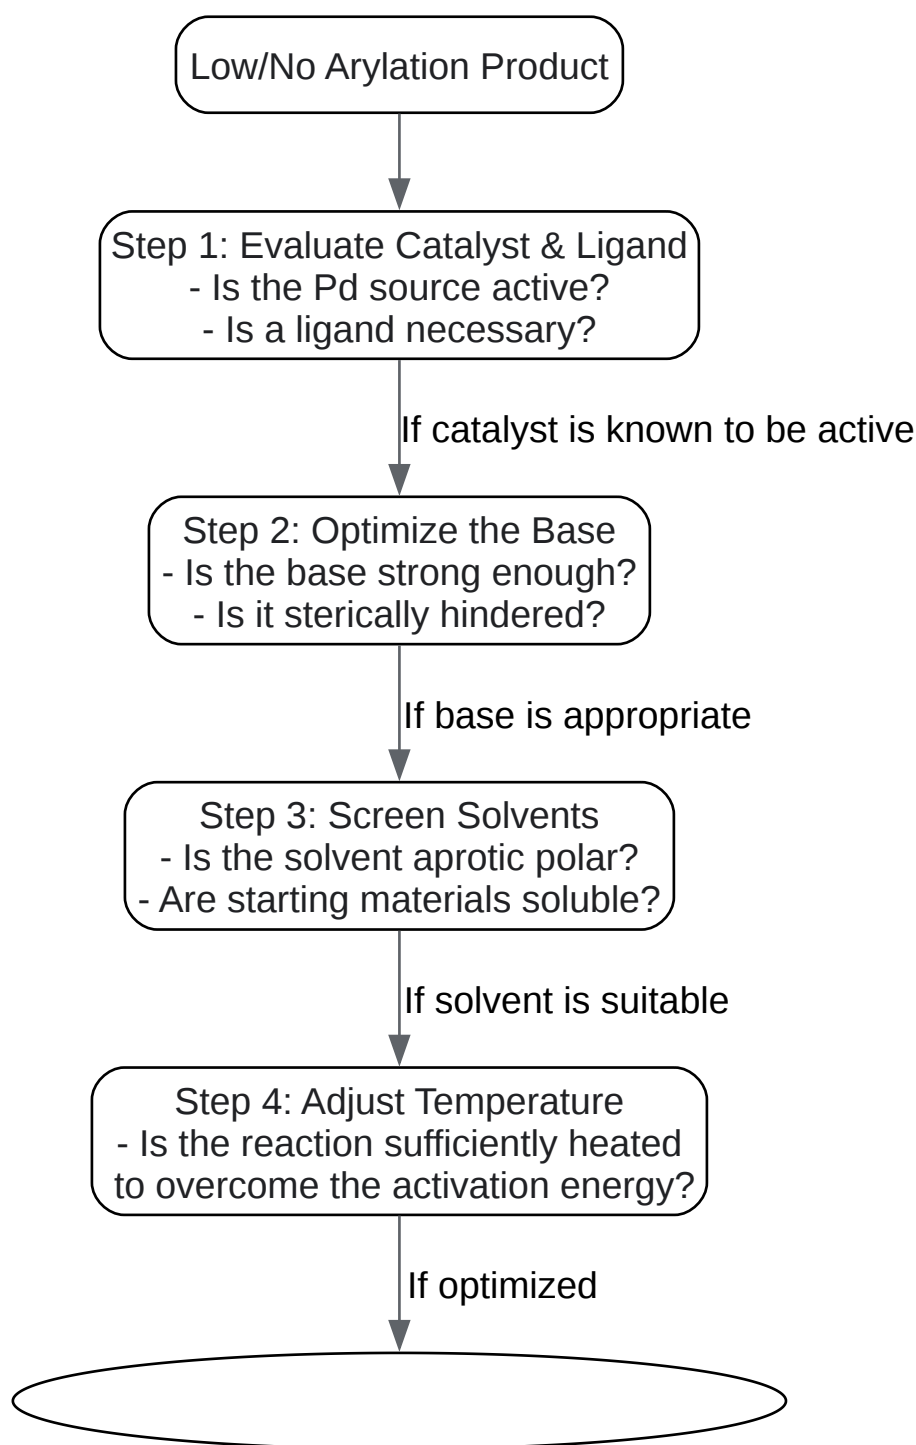 Low/No Arylation Product
Step 1: Evaluate Catalyst & Ligand
- Is the Pd source active?
- Is a ligand necessary?
If catalyst is known to be active
Step 2: Optimize the Base
- Is the base strong enough?
- Is it sterically hindered?
If base is appropriate
Step 3: Screen Solvents
- Is the solvent aprotic polar?
- Are starting materials soluble?
If solvent is suitable
Step 4: Adjust Temperature
- Is the reaction sufficiently heated
to overcome the activation energy?
If optimized